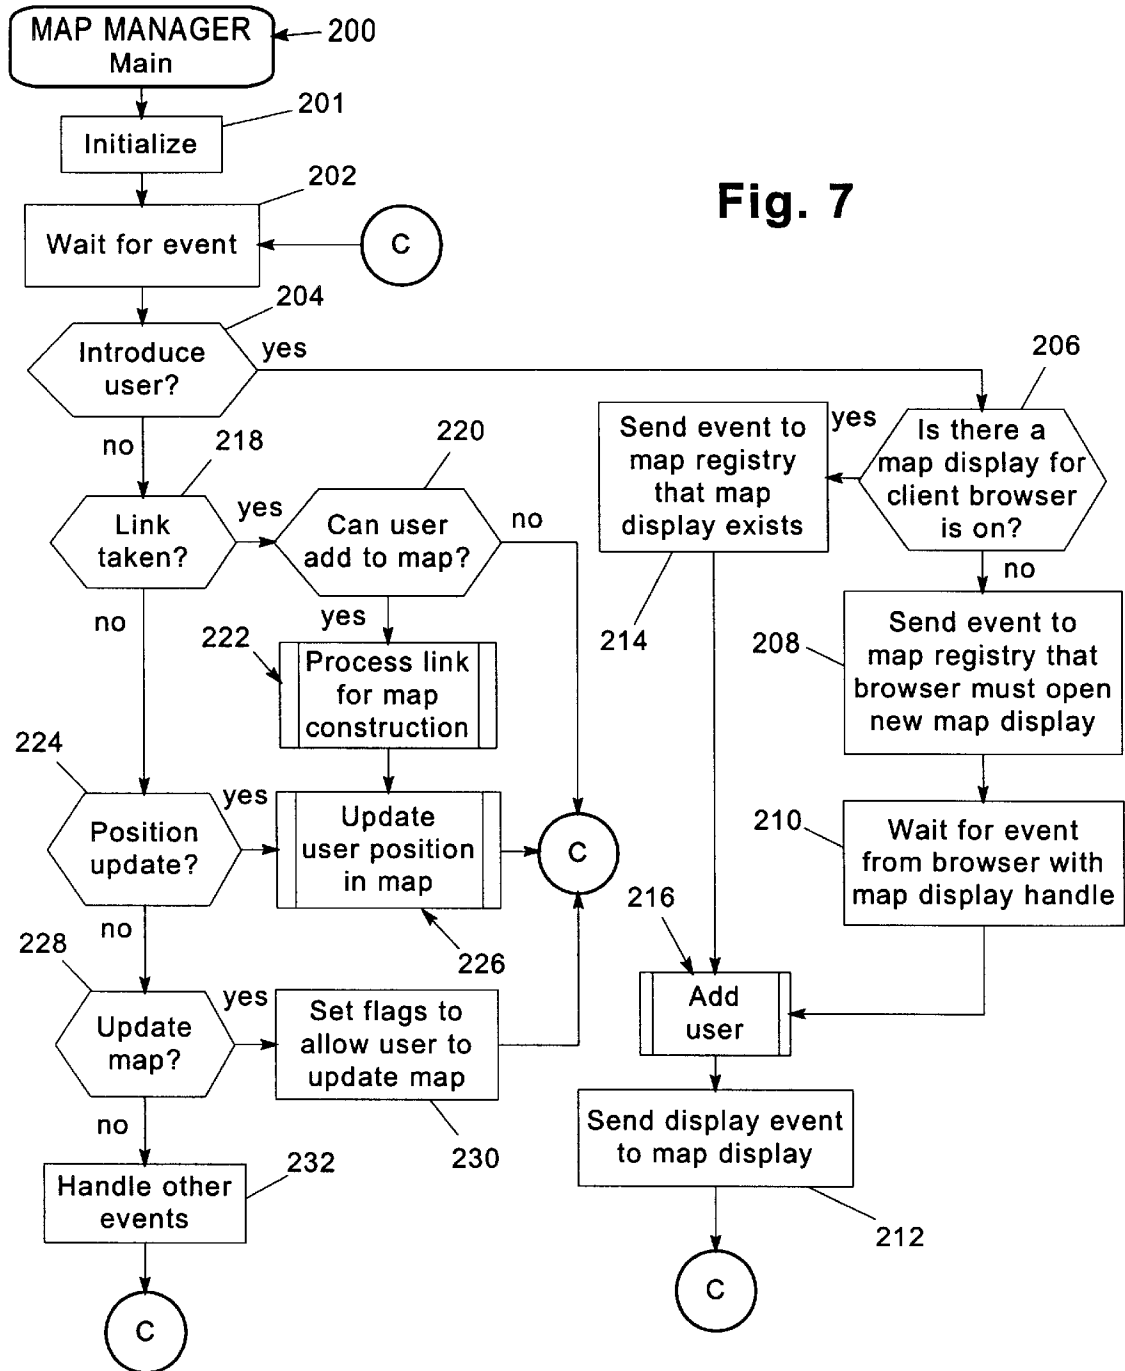 MAP MANAGER
Main
200
201
Initialize
202
Fig. 7
Wait for event
C
204
Introduce
user?
yes
206
no
218
220
Send event to
map registry
that map
display exists
yes
Is there a
map display for
client browser
is on?
Link
taken?
yes
Can user
add to map?
no
no
no
yes
214
208
Send event to
map registry that
browser must open
new map display
222
Process link
for map
construction
224
Position
update?
yes
Update
user position
in map
C
210
Wait for event
from browser with
map display handle
no
216
228
226
Update
map?
yes
Set flags to
allow user to
update map
Add
user
no
230
Send display event
to map display
232
Handle other
events
212
C
C